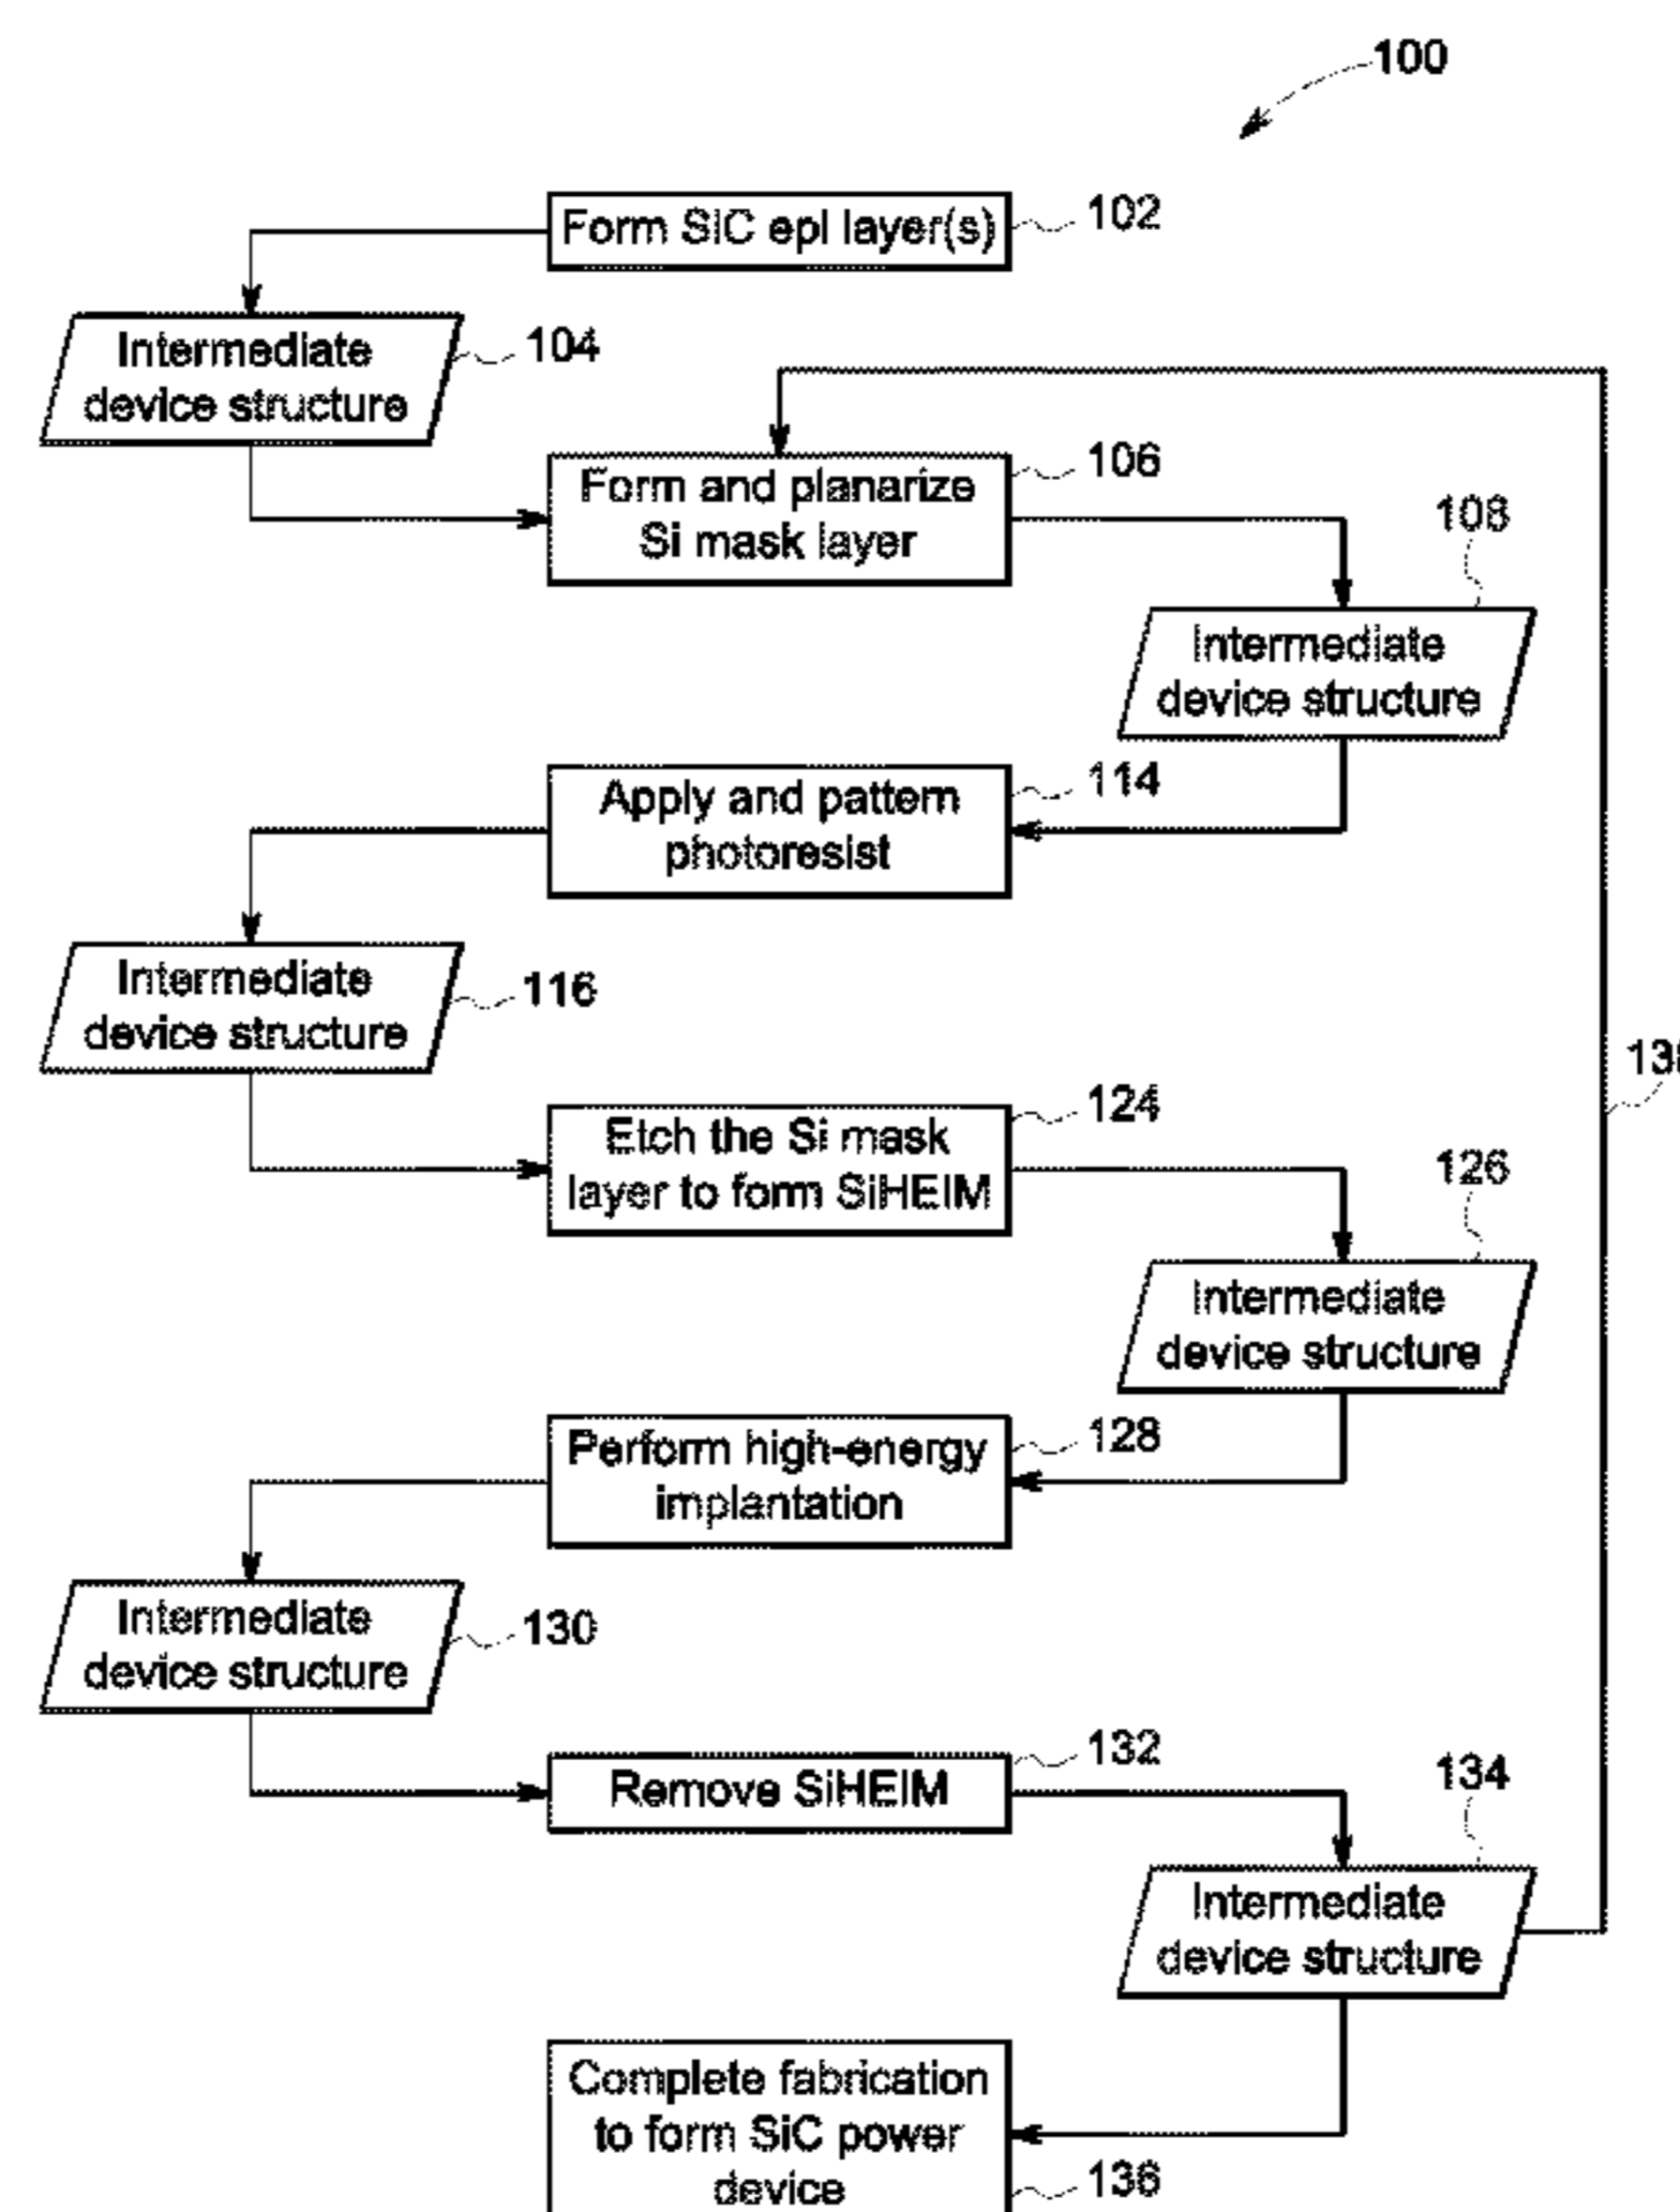 100
Form SiC epi layer(s)
102
Intermediate
device structure
104
Form and planarize
Si mask layer
106
108
Intermediate
device structure
Apply and pattern
photoresist
114
Intermediate
device structure
116
Etch the Si mask
layer to form SiHEIM
124
126
Intermediate
device structure
Perform high-energy
implantation
128
Intermediate
device structure
130
Remove SiHEIM
132
134
Intermediate
device structure
Complete fabrication
to form SiC power
device
136